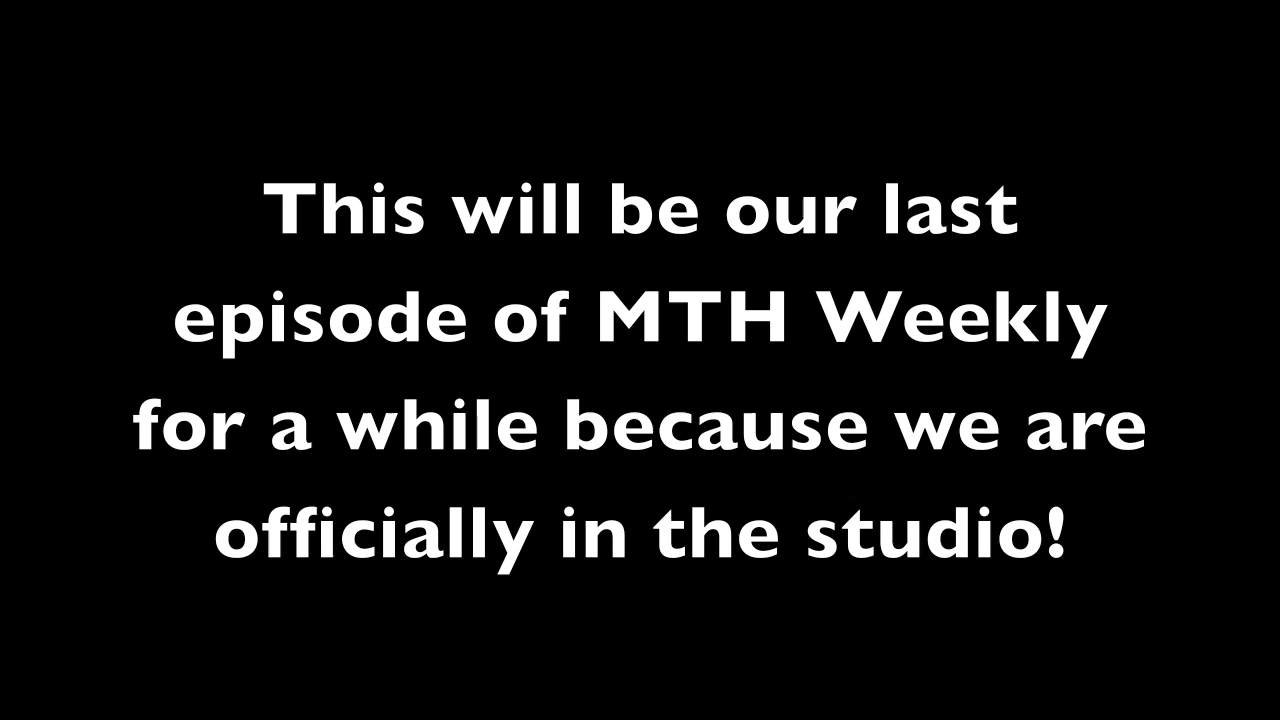 This will be our last
episode of MTH Weekly
for a while because we are
officially in the studio!